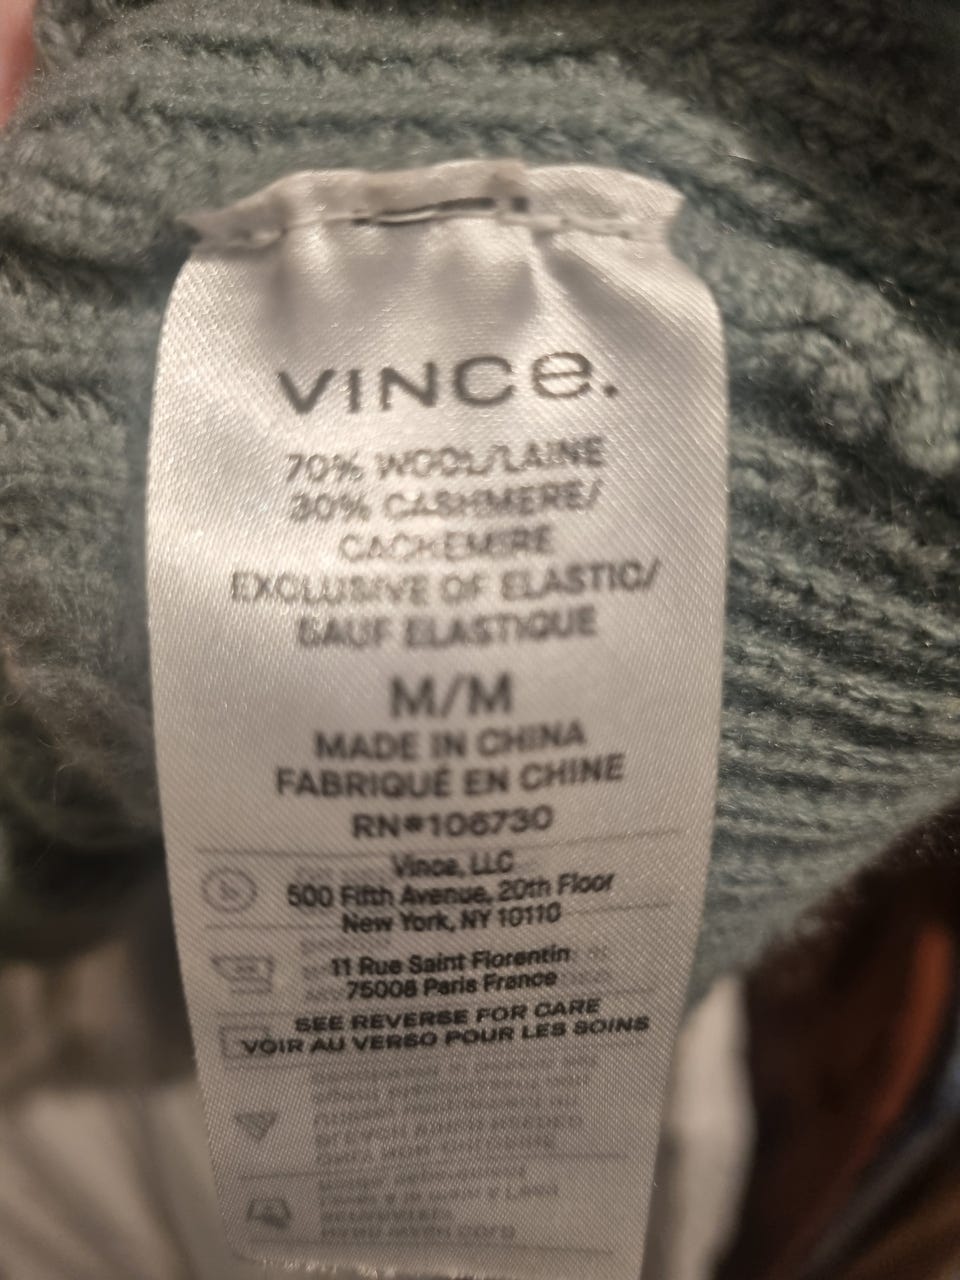 VINCe.
70% WOOL/LAINE
30% CASHMERE/
CACHEMIRE
EXCLUSIVE OF ELASTIC/
SAUF ELASTIQUE
M/M
MADE IN CHINA
FABRIQUÉ EN CHINE
RN#106730
Vince, LLC
500 Fifth Avenue, 20th Floor
New York, NY 10110
11 Rue Saint Florentin
75008 Paris France
SEE REVERSE FOR CARE
VOIR AU VERSO POUR LES SOINS